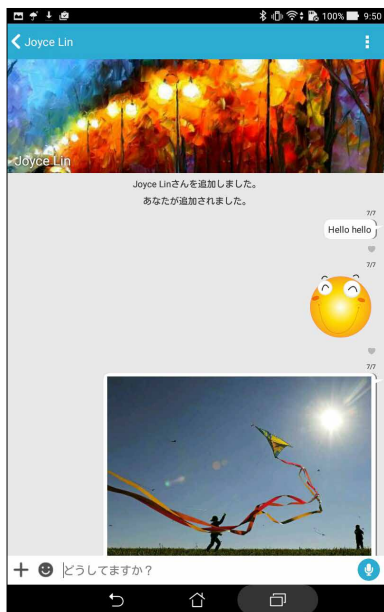 100% 9:50
Joyce Lin
Joyce Lin
Joyce Linさんを追加しました。
あなたが追加されました。
7/7
Hello hello
7/7
7/7
どうしてますか？